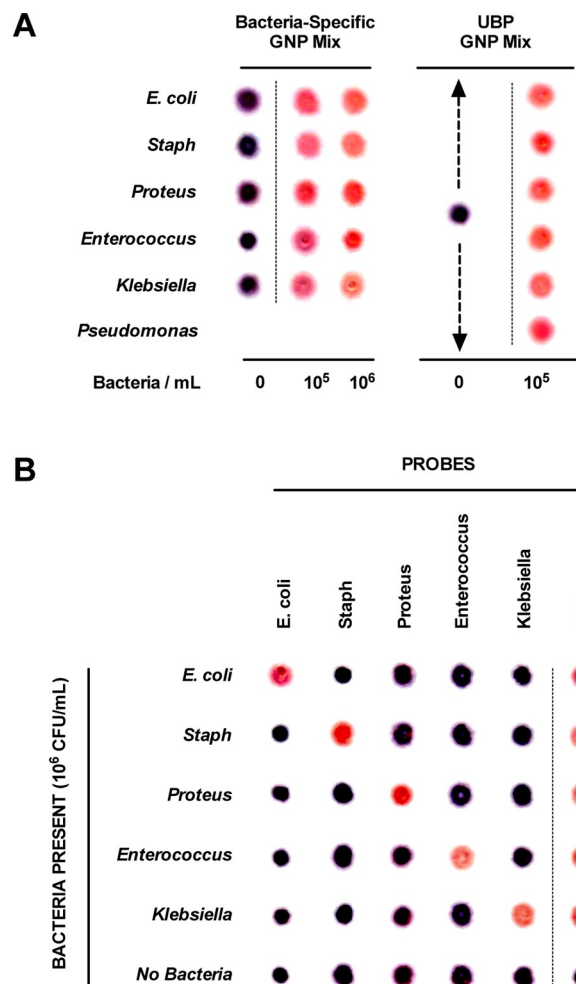 A
Bacteria-Specific
GNP Mix
UBP
GNP Mix
E. coli
Staph
Proteus
Enterococcus
Klebsiella
Pseudomonas
Bacteria / mL
0
10⁵
10⁶
0
10⁵
B
PROBES
E. coli
Staph
Proteus
Enterococcus
Klebsiella
BACTERIA PRESENT (10⁶ CFU/mL)
E. coli
Staph
Proteus
Enterococcus
Klebsiella
No Bacteria